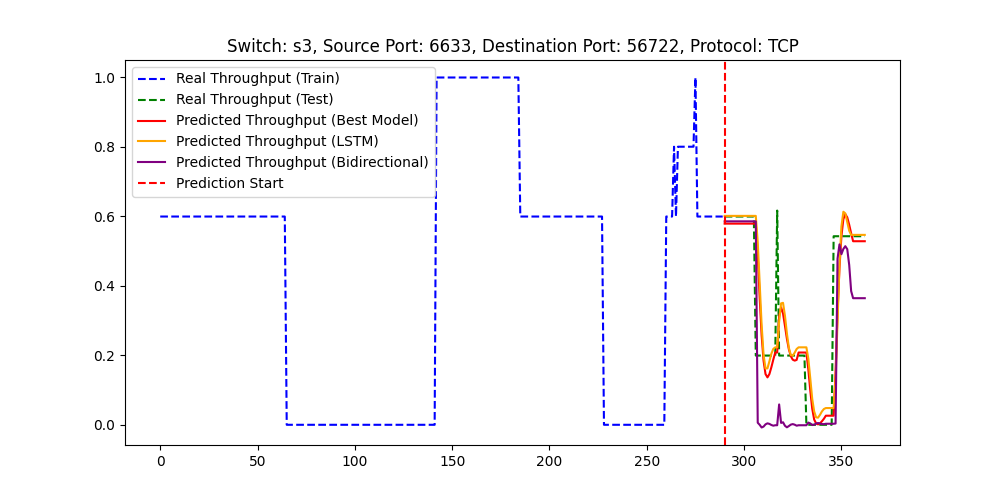 Switch: s3, Source Port: 6633, Destination Port: 56722, Protocol: TCP
Real Throughput (Train)
Real Throughput (Test)
Predicted Throughput (Best Model)
Predicted Throughput (LSTM)
Predicted Throughput (Bidirectional)
Prediction Start
1.0
0.8
0.6
0.4
0.2
0.0
0 50 100 150 200 250 300 350